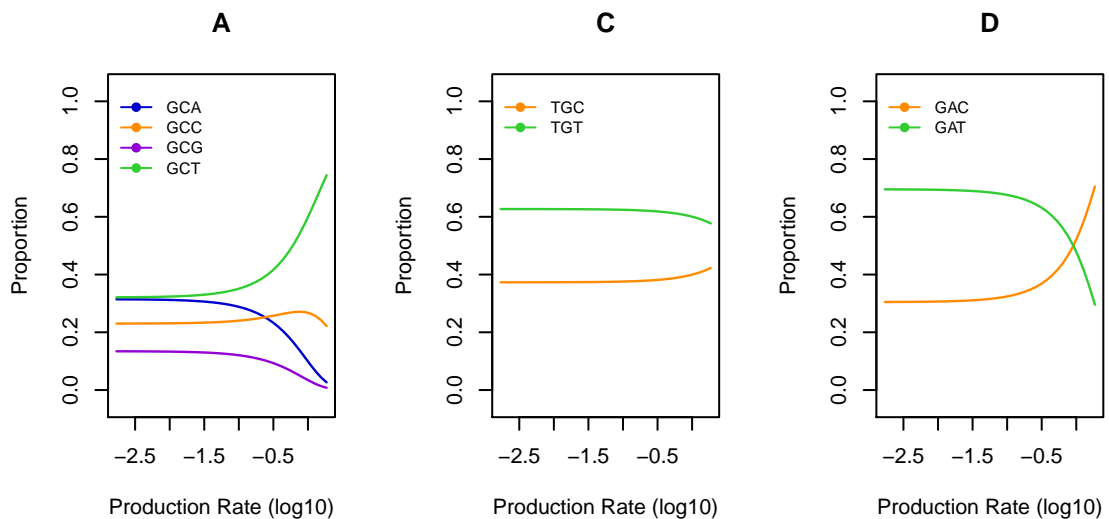 A
Proportion
1.0
0.8
0.6
0.4
0.2
0.0
GCA
GCC
GCG
GCT
−2.5 −1.5 −0.5
Production Rate (log10)
C
Proportion
1.0
0.8
0.6
0.4
0.2
0.0
TGC
TGT
−2.5 −1.5 −0.5
Production Rate (log10)
D
Proportion
1.0
0.8
0.6
0.4
0.2
0.0
GAC
GAT
−2.5 −1.5 −0.5
Production Rate (log10)